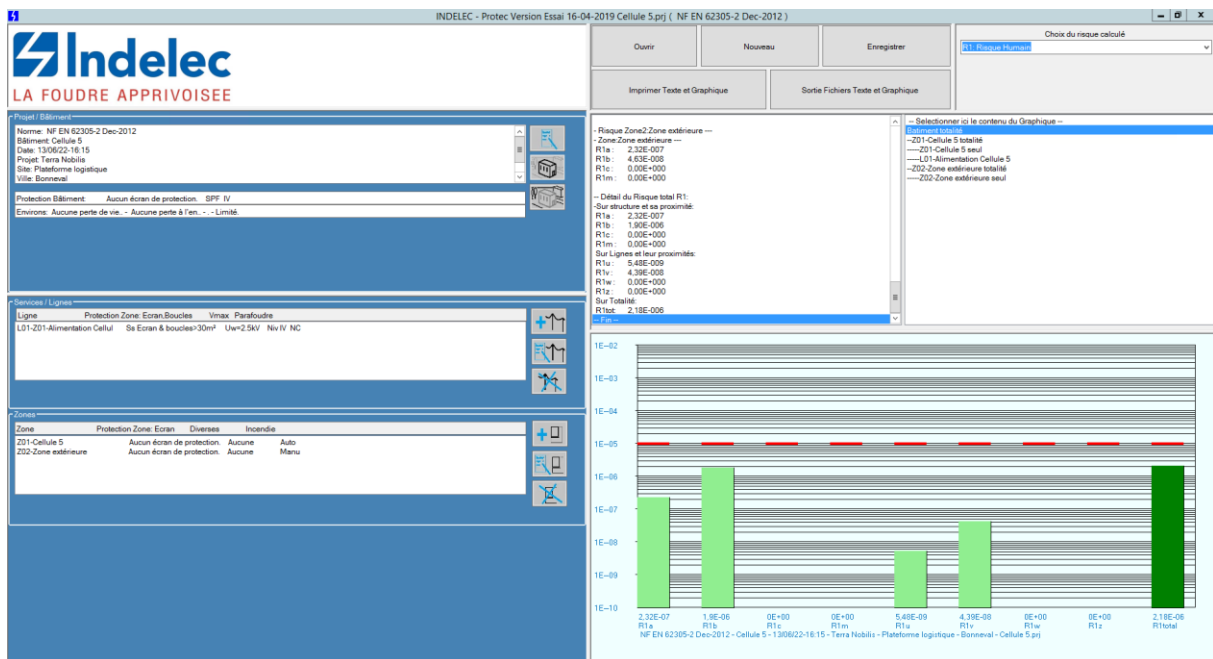 INDELEC - Protec Version Essai 16-04-2019 Cellule 5.prj ( NF EN 62305-2 Dec-2012 )
Indelec
LA FOUDRE APPRIVOISEE
Ouvrir
Nouveau
Enregistrer
Imprimer Texte et Graphique
Sortie Fichiers Texte et Graphique
Choix du risque calculé
R1: Risque Humain
Projet / Bâtiment
Norme: NF EN 62305-2 Dec-2012
Bâtiment: Cellule 5
Date: 13/06/22-16:15
Projet: Terra Nobilis
Site: Plateforme logistique
Ville: Bonneval
Protection Bâtiment: Aucun écran de protection. SPF IV
Environs: Aucune perte de vie.. - Aucune perte à l'en.. - . - Limité.
Services / Lignes
Ligne Protection Zone: Ecran,Boucles Vmax Parafoudre
L01-Z01-Alimentation Cellul Sa Ecran & boucles>30m² Uw=2.5kV Niv IV NC
Zones
Zone Protection Zone: Ecran Diverses Incendie
Z01-Cellule 5 Aucun écran de protection. Aucune Auto
Z02-Zone extérieure Aucun écran de protection. Aucune Manu
- Risque Zone2:Zone extérieure ---
- Zone:Zone extérieure ---
R1a : 2,32E-007
R1b : 4,63E-008
R1c : 0,00E+000
R1m : 0,00E+000
-- Détail du Risque total R1:
-Sur structure et sa proximité:
R1a : 2,32E-007
R1b : 1,90E-006
R1c : 0,00E+000
R1m : 0,00E+000
Sur Lignes et leur proximités:
R1u : 5,48E-009
R1v : 4,39E-008
R1w : 0,00E+000
R1z : 0,00E+000
Sur Totalité:
R1tot: 2,18E-006
-- Fin --
-- Selectionner ici le contenu du Graphique --
Batiment totalité
--Z01-Cellule 5 totalité
----Z01-Cellule 5 seul
----L01-Alimentation Cellule 5
--Z02-Zone extérieure totalité
----Z02-Zone extérieure seul
1E-02
1E-03
1E-04
1E-05
1E-06
1E-07
1E-08
1E-09
1E-10
2,32E-07 1,9E-06 0E+00 0E+00 5,48E-09 4,39E-08 0E+00 0E+00 2,18E-06
R1a R1b R1c R1m R1u R1v R1w R1z R1total
NF EN 62305-2 Dec-2012 - Cellule 5 - 13/06/22-16:15 - Terra Nobilis - Plateforme logistique - Bonneval - Cellule 5.prj